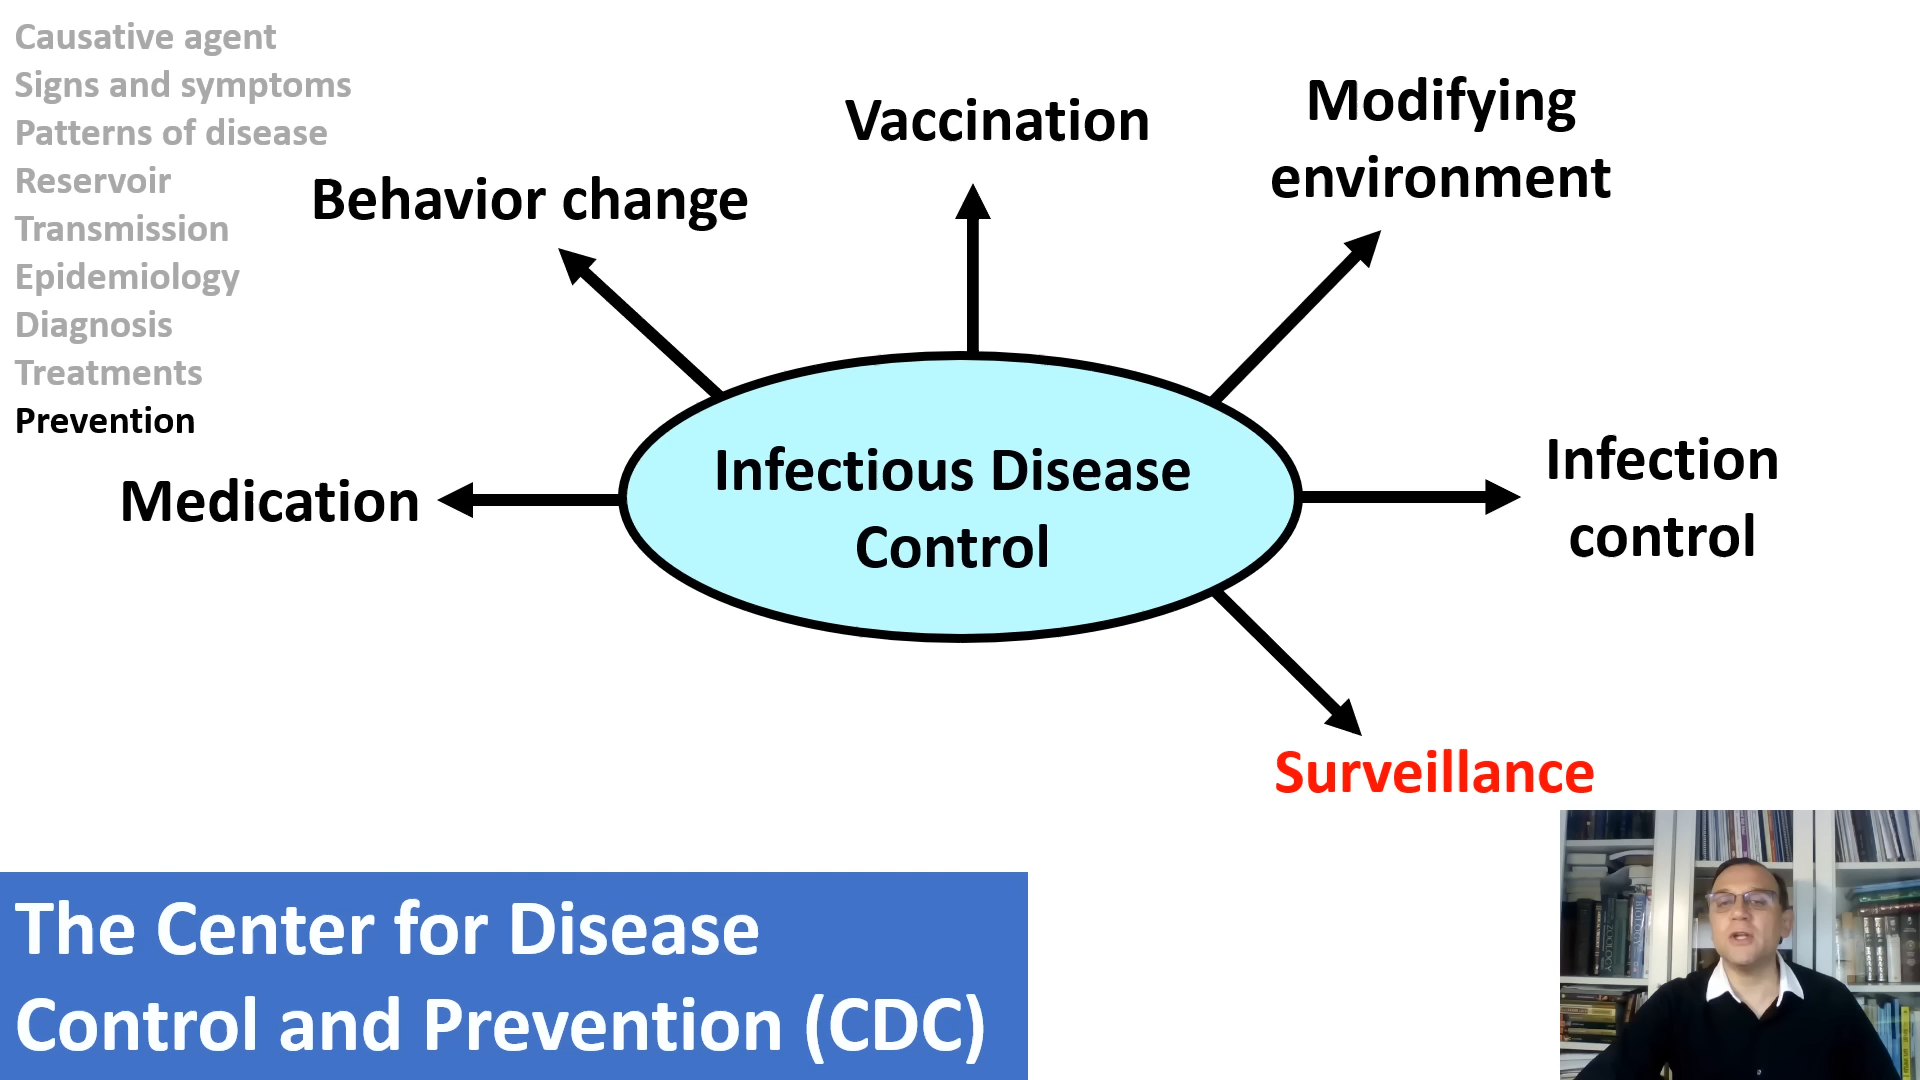 Causative agent
Signs and symptoms
Patterns of disease
Reservoir
Transmission
Epidemiology
Diagnosis
Treatments
Prevention
Behavior change
Vaccination
Modifying
environment
Medication
Infectious Disease
Control
Infection
control
Surveillance
The Center for Disease
Control and Prevention (CDC)
ZOOLOGY